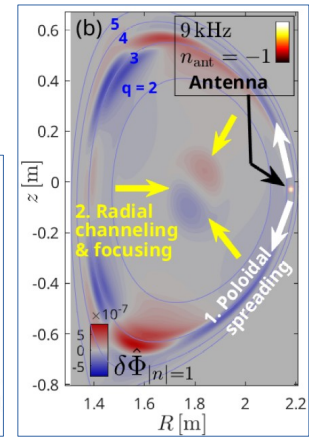 (b)
9 kHz
n_ant = −1
Antenna
5
4
3
q = 2
2. Radial
channeling
& focusing
1. Poloidal
spreading
×10^-7
5
0
-5
δΦ̂_|n|=1
z [m]
0.6
0.4
0.2
0
-0.2
-0.4
-0.6
-0.8
1.4 1.6 1.8 2 2.2
R [m]